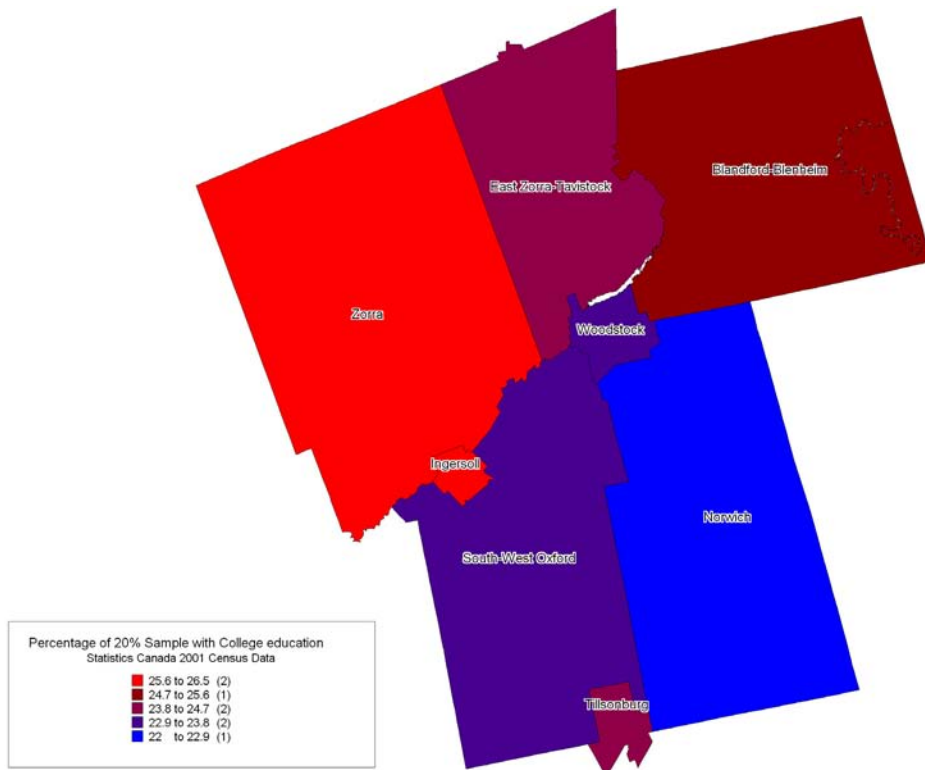 Blandford-Blenheim
East Zorra-Tavistock
Zorra
Woodstock
Ingersoll
Norwich
South-West Oxford
Tillsonburg
Percentage of 20% Sample with College education
Statistics Canada 2001 Census Data
25.6 to 26.5 (2)
24.7 to 25.6 (1)
23.8 to 24.7 (2)
22.9 to 23.8 (2)
22 to 22.9 (1)